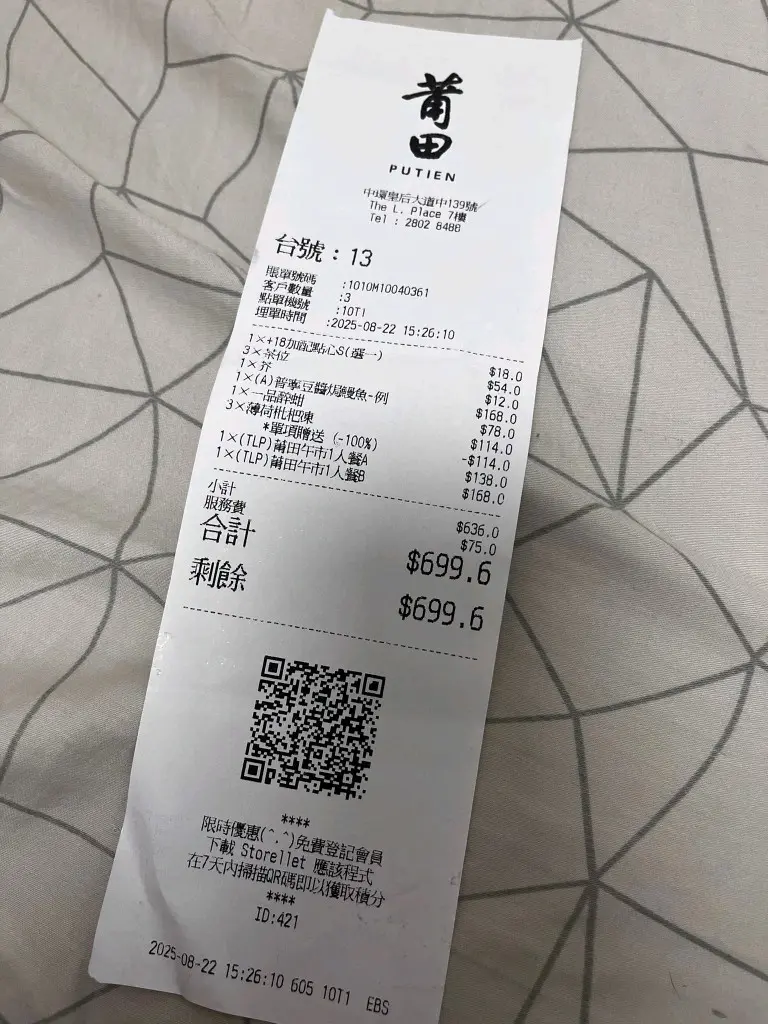 莆
田
PUTIEN
中環皇后大道中139號
The L. Place 7樓
Tel : 2802 8488
台號 : 13
賬單號碼 :1010M10040361
客戶數量 :3
點單機號 :10T1
埋單時間 :2025-08-22 15:26:10
1×+18加配點心S(選一) $18.0
3×茶位 $54.0
1×芥 $12.0
1×(A)普寧豆醬焗鰻魚-例 $168.0
1×一品醉蚶 $78.0
3×薄荷枇杷凍 $114.0
*單項贈送 (-100%) -$114.0
1×(TLP)莆田午市1人餐A $138.0
1×(TLP)莆田午市1人餐B $168.0
小計 $636.0
服務費 $75.0
合計 $699.6
剩餘 $699.6
****
限時優惠(^.^)免費登記會員
下載 Storellet 應該程式
在7天內掃描QR碼即以獲取積分
****
ID:421
2025-08-22 15:26:10 605 10T1 EBS